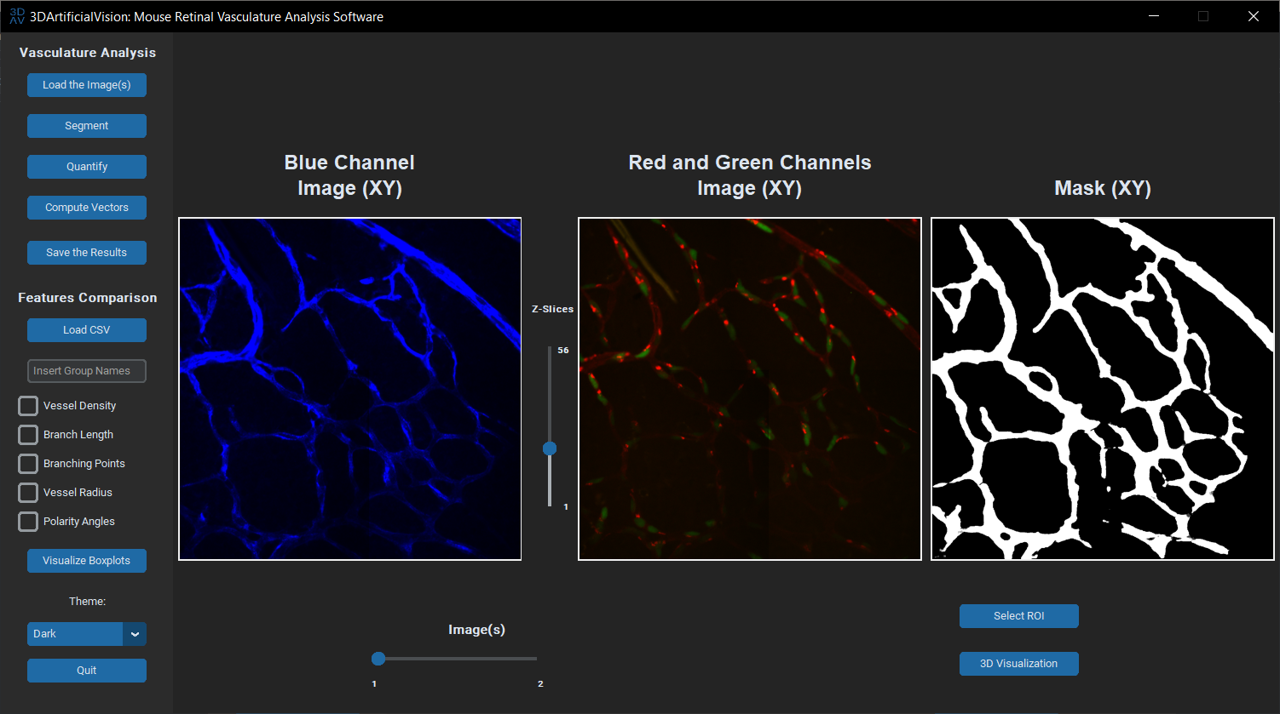 3D
AV
3DArtificialVision: Mouse Retinal Vasculature Analysis Software
Vasculature Analysis
Load the Image(s)
Segment
Quantify
Compute Vectors
Save the Results
Features Comparison
Load CSV
Insert Group Names
Vessel Density
Branch Length
Branching Points
Vessel Radius
Polarity Angles
Visualize Boxplots
Theme:
Dark
Quit
Blue Channel
Image (XY)
Z-Slices
56
1
Red and Green Channels
Image (XY)
Mask (XY)
Image(s)
1
2
Select ROI
3D Visualization